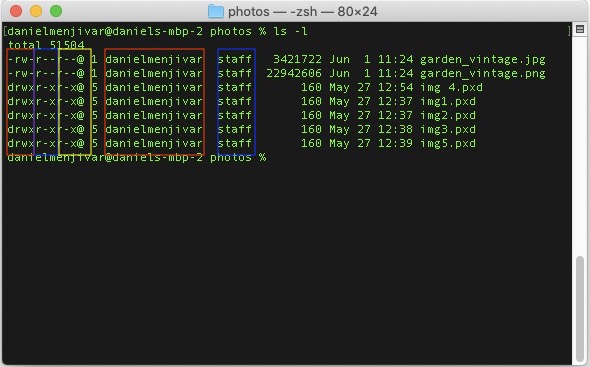 photos — -zsh — 80×24
[danielmenjivar@daniels-mbp-2 photos % ls -l ]
total 51504
-rw-r--r--@ 1 danielmenjivar  staff   3421722 Jun  1 11:24 garden_vintage.jpg
-rw-r--r--@ 1 danielmenjivar  staff  22942606 Jun  1 11:24 garden_vintage.png
drwxr-xr-x@ 5 danielmenjivar  staff       160 May 27 12:54 img 4.pxd
drwxr-xr-x@ 5 danielmenjivar  staff       160 May 27 12:37 img1.pxd
drwxr-xr-x@ 5 danielmenjivar  staff       160 May 27 12:37 img2.pxd
drwxr-xr-x@ 5 danielmenjivar  staff       160 May 27 12:38 img3.pxd
drwxr-xr-x@ 5 danielmenjivar  staff       160 May 27 12:39 img5.pxd
danielmenjivar@daniels-mbp-2 photos %